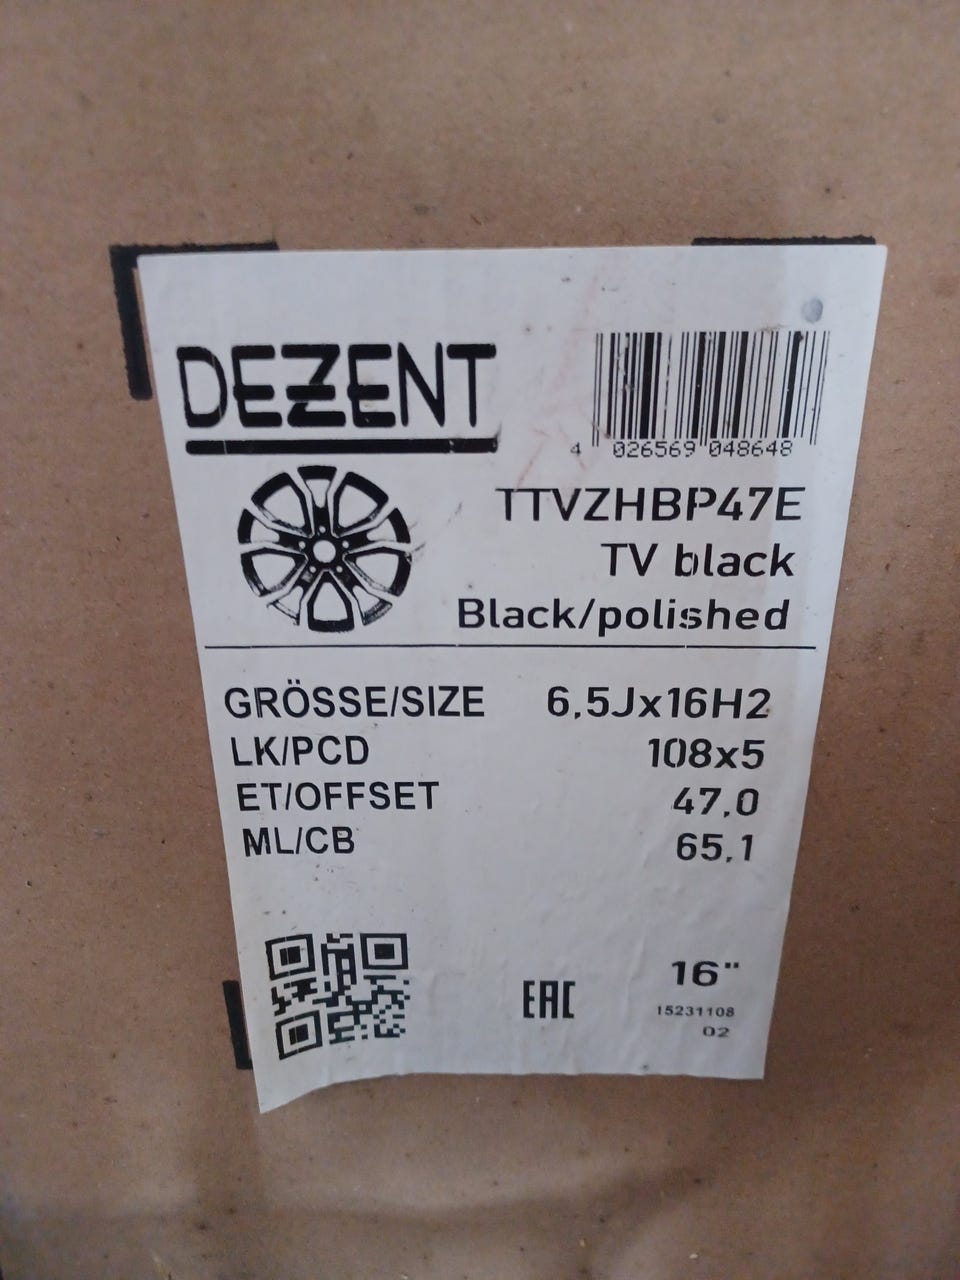 DEZENT
4 026569 048648
TTVZHBP47E
TV black
Black/polished
GRÖSSE/SIZE 6,5Jx16H2
LK/PCD 108x5
ET/OFFSET 47,0
ML/CB 65,1
EAC
16"
15231108
02